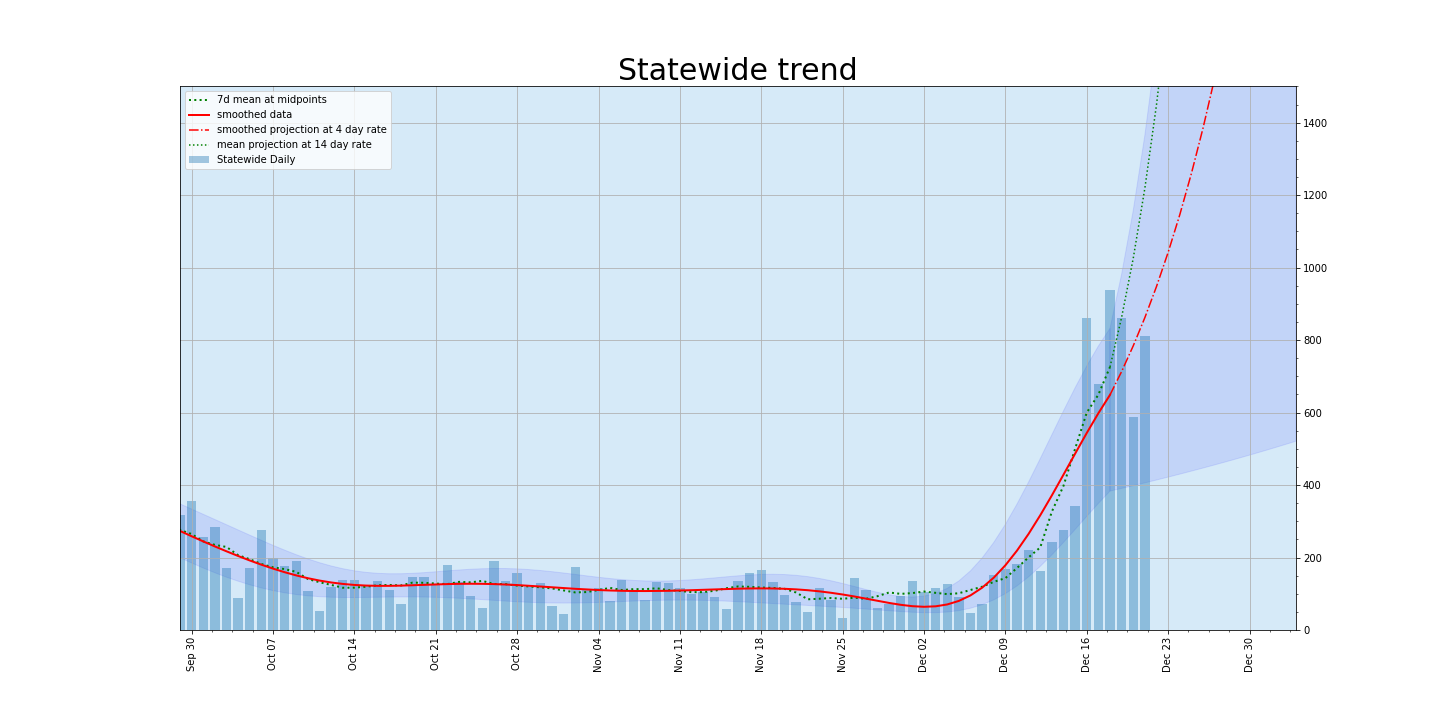 Statewide trend
7d mean at midpoints
smoothed data
smoothed projection at 4 day rate
mean projection at 14 day rate
Statewide Daily
1400
1200
1000
800
600
400
200
0
Sep 30
Oct 07
Oct 14
Oct 21
Oct 28
Nov 04
Nov 11
Nov 18
Nov 25
Dec 02
Dec 09
Dec 16
Dec 23
Dec 30